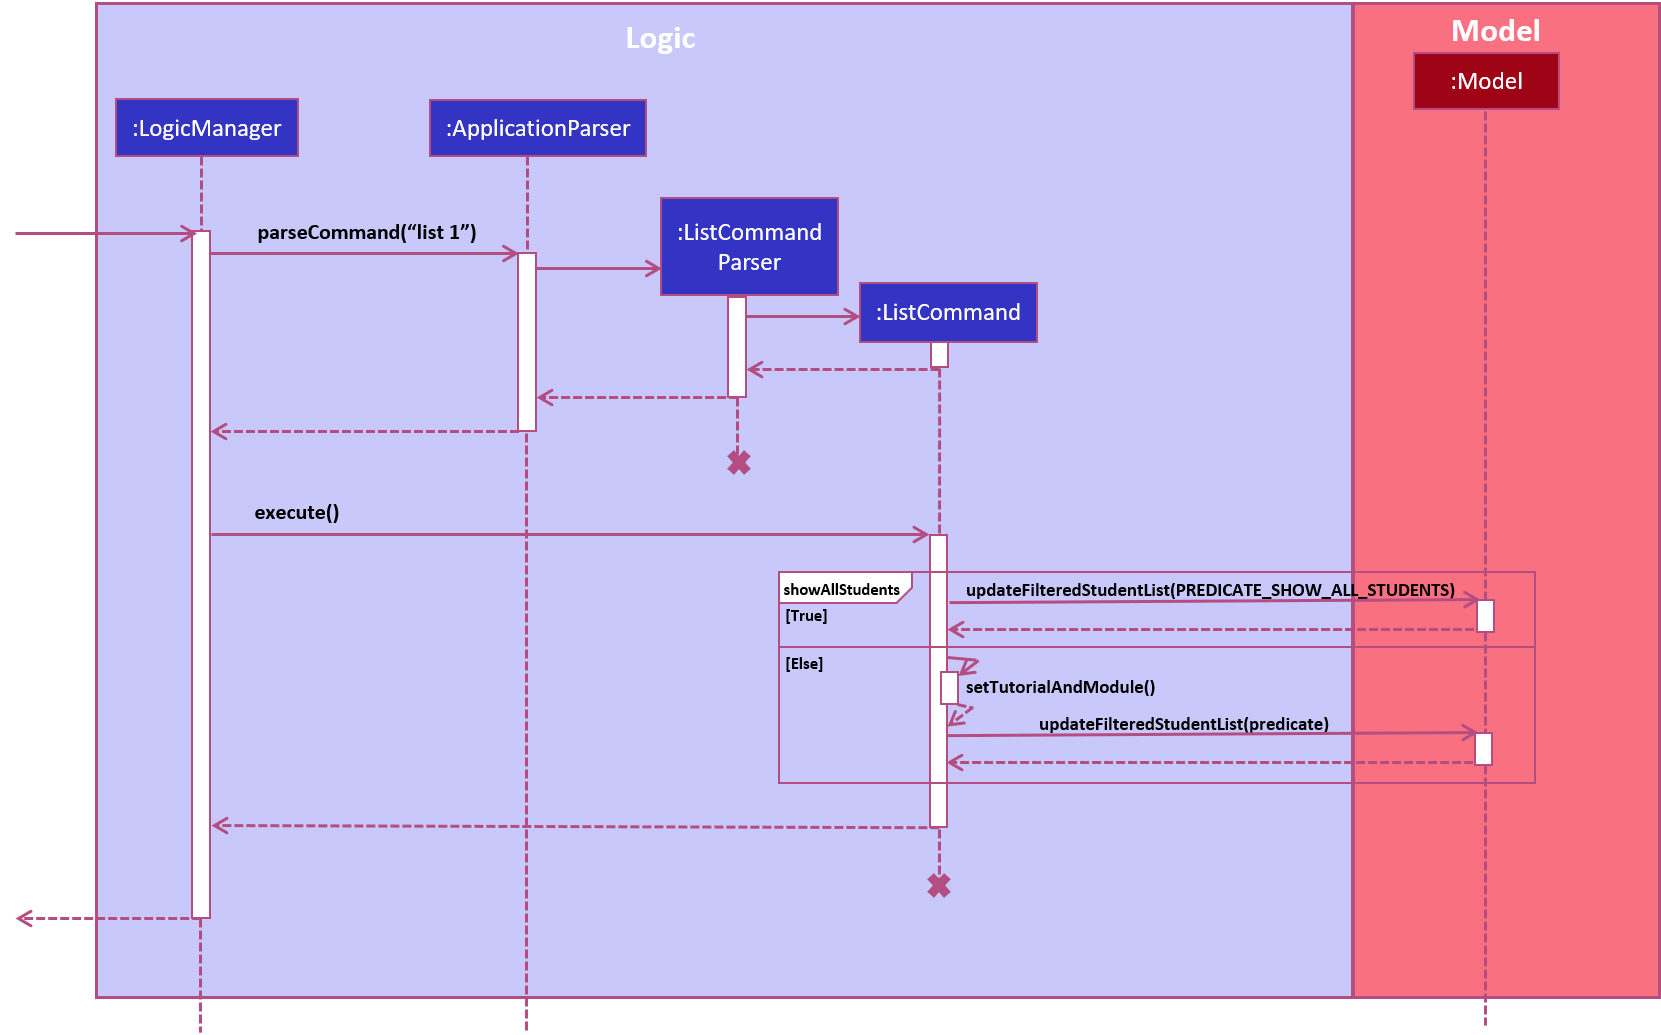 Logic
Model
:Model
:LogicManager
:ApplicationParser
:ListCommand
Parser
parseCommand(“list 1”)
:ListCommand
execute()
showAllStudents
updateFilteredStudentList(PREDICATE_SHOW_ALL_STUDENTS)
[True]
[Else]
setTutorialAndModule()
updateFilteredStudentList(predicate)